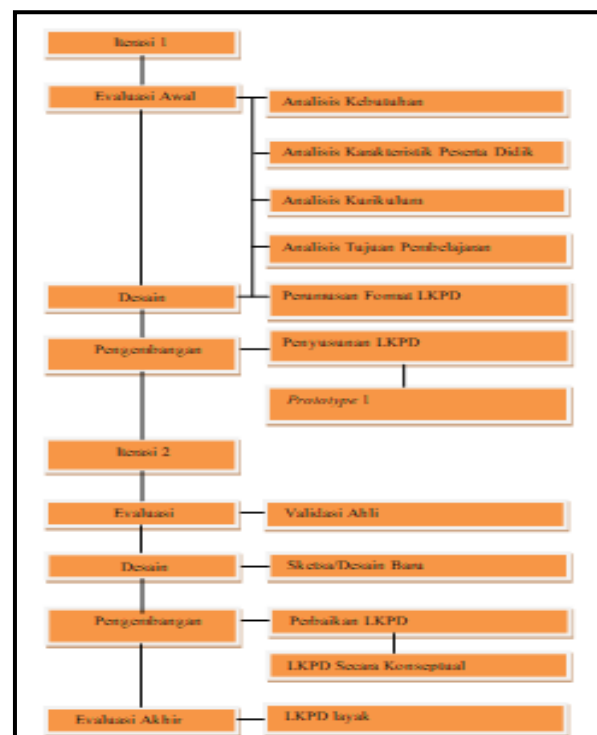 Iterasi 1
Evaluasi Awal
Analisis Kebutuhan
Analisis Karakteristik Peserta Didik
Analisis Kurikulum
Analisis Tujuan Pembelajaran
Desain
Perumusan Format LKPD
Pengembangan
Penyusunan LKPD
Prototype 1
Iterasi 2
Evaluasi
Validasi Ahli
Desain
Sketsa/Desain Baru
Pengembangan
Perbaikan LKPD
LKPD Secara Konseptual
Evaluasi Akhir
LKPD layak